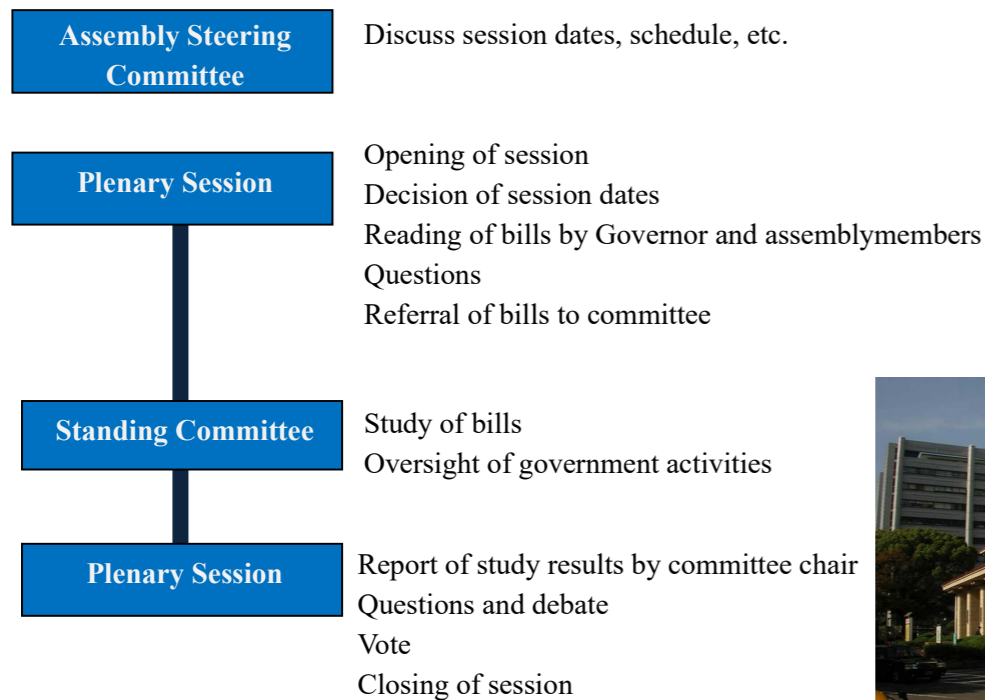 Assembly Steering
Committee
Discuss session dates, schedule, etc.
Plenary Session
Opening of session
Decision of session dates
Reading of bills by Governor and assemblymembers
Questions
Referral of bills to committee
Standing Committee
Study of bills
Oversight of government activities
Plenary Session
Report of study results by committee chair
Questions and debate
Vote
Closing of session